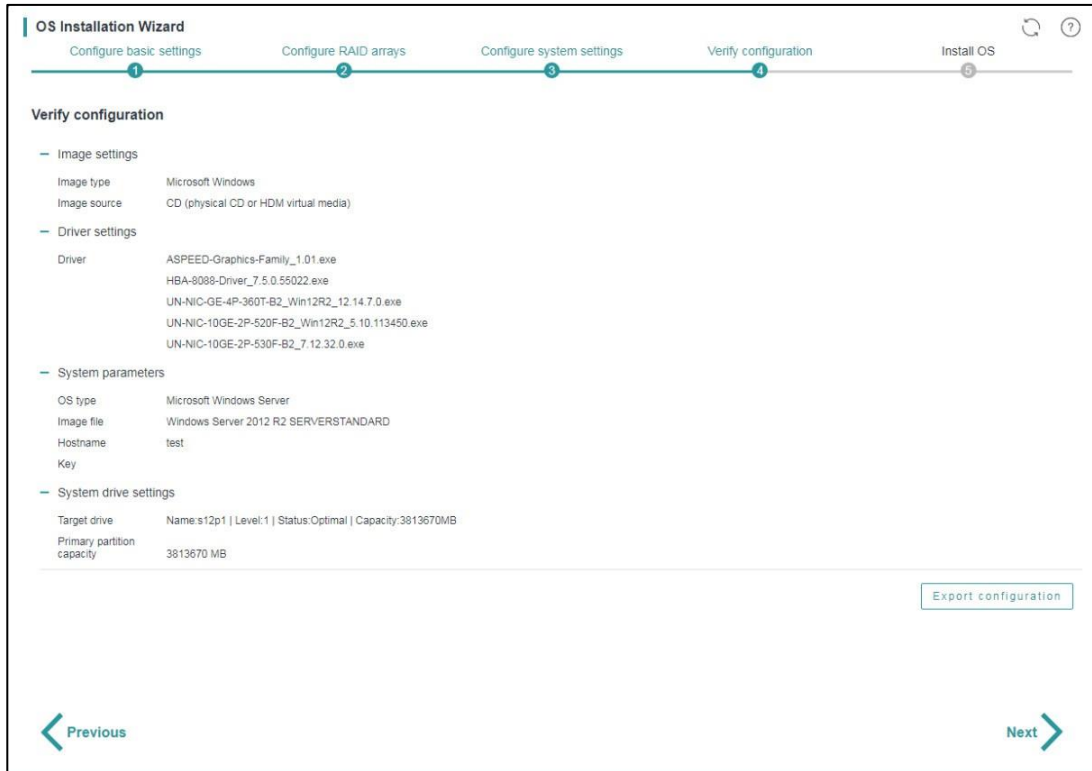 OS Installation Wizard
?
Configure basic settings Configure RAID arrays Configure system settings Verify configuration Install OS
1 2 3 4 5
Verify configuration
Image settings
Image type Microsoft Windows
Image source CD (physical CD or HDM virtual media)
Driver settings
Driver ASPEED-Graphics-Family_1.01.exe
HBA-8088-Driver_7.5.0.55022.exe
UN-NIC-GE-4P-360T-B2_Win12R2_12.14.7.0.exe
UN-NIC-10GE-2P-520F-B2_Win12R2_5.10.113450.exe
UN-NIC-10GE-2P-530F-B2_7.12.32.0.exe
System parameters
OS type Microsoft Windows Server
Image file Windows Server 2012 R2 SERVERSTANDARD
Hostname test
Key
System drive settings
Target drive Name:s12p1 | Level:1 | Status:Optimal | Capacity:3813670MB
Primary partition
capacity 3813670 MB
Export configuration
Previous Next